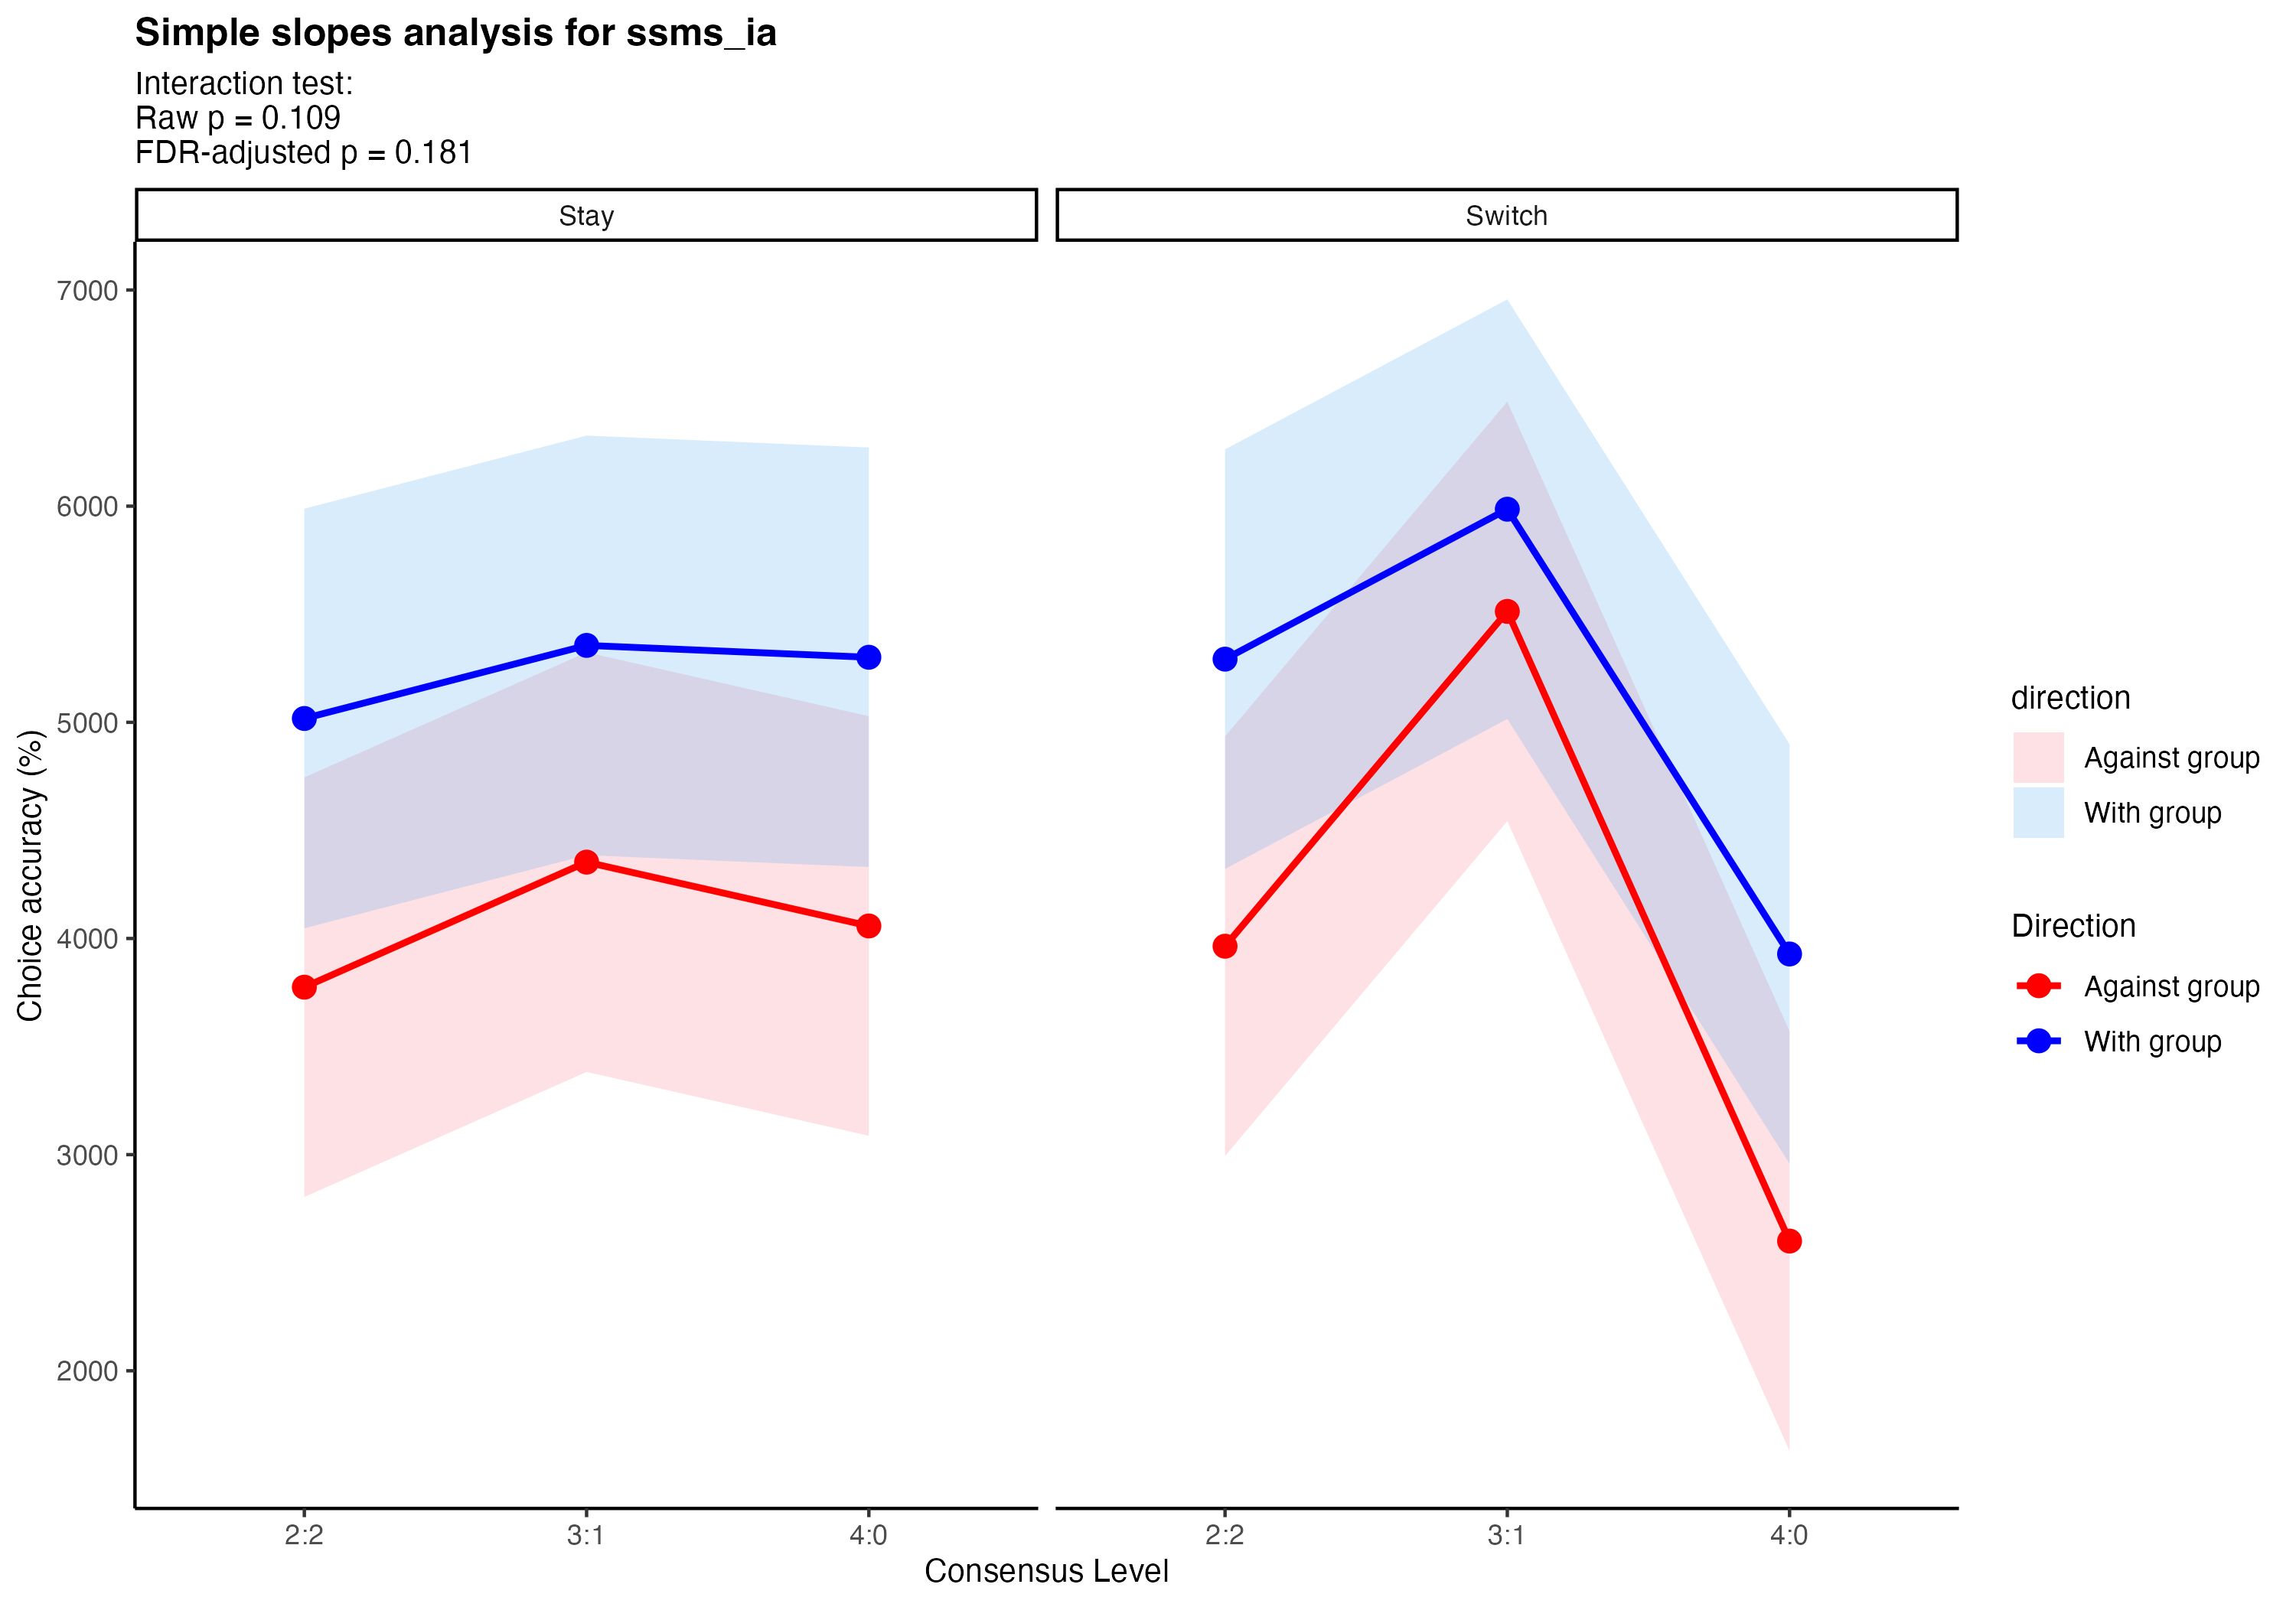 Simple slopes analysis for ssms_ia
Interaction test:
Raw p = 0.109
FDR-adjusted p = 0.181
Stay
Switch
7000
6000
5000
4000
3000
2000
Choice accuracy (%)
2:2
3:1
4:0
2:2
3:1
4:0
Consensus Level
direction
Against group
With group
Direction
Against group
With group